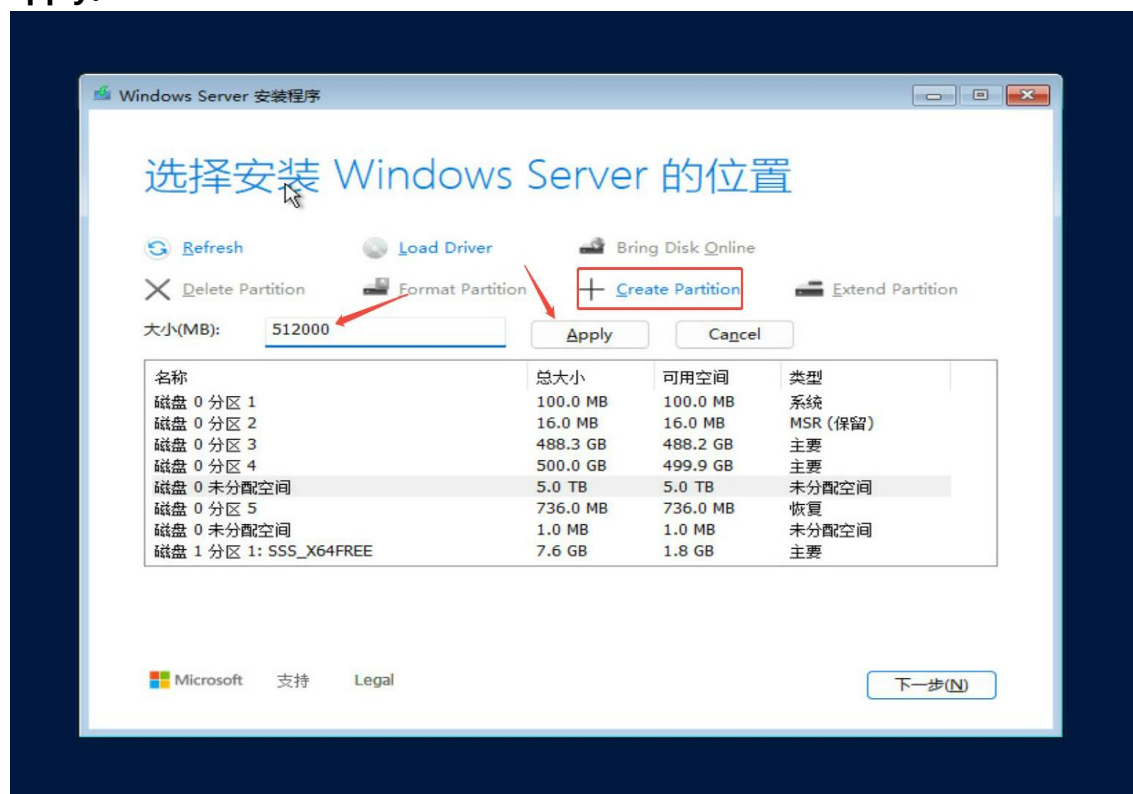 Windows Server 安装程序
选择安装 Windows Server 的位置
Refresh Load Driver Bring Disk Online
Delete Partition Format Partition Create Partition Extend Partition
大小(MB): 512000 Apply Cancel
名称 总大小 可用空间 类型
磁盘 0 分区 1 100.0 MB 100.0 MB 系统
磁盘 0 分区 2 16.0 MB 16.0 MB MSR (保留)
磁盘 0 分区 3 488.3 GB 488.2 GB 主要
磁盘 0 分区 4 500.0 GB 499.9 GB 主要
磁盘 0 未分配空间 5.0 TB 5.0 TB 未分配空间
磁盘 0 分区 5 736.0 MB 736.0 MB 恢复
磁盘 0 未分配空间 1.0 MB 1.0 MB 未分配空间
磁盘 1 分区 1: SSS_X64FREE 7.6 GB 1.8 GB 主要
Microsoft 支持 Legal 下一步(N)